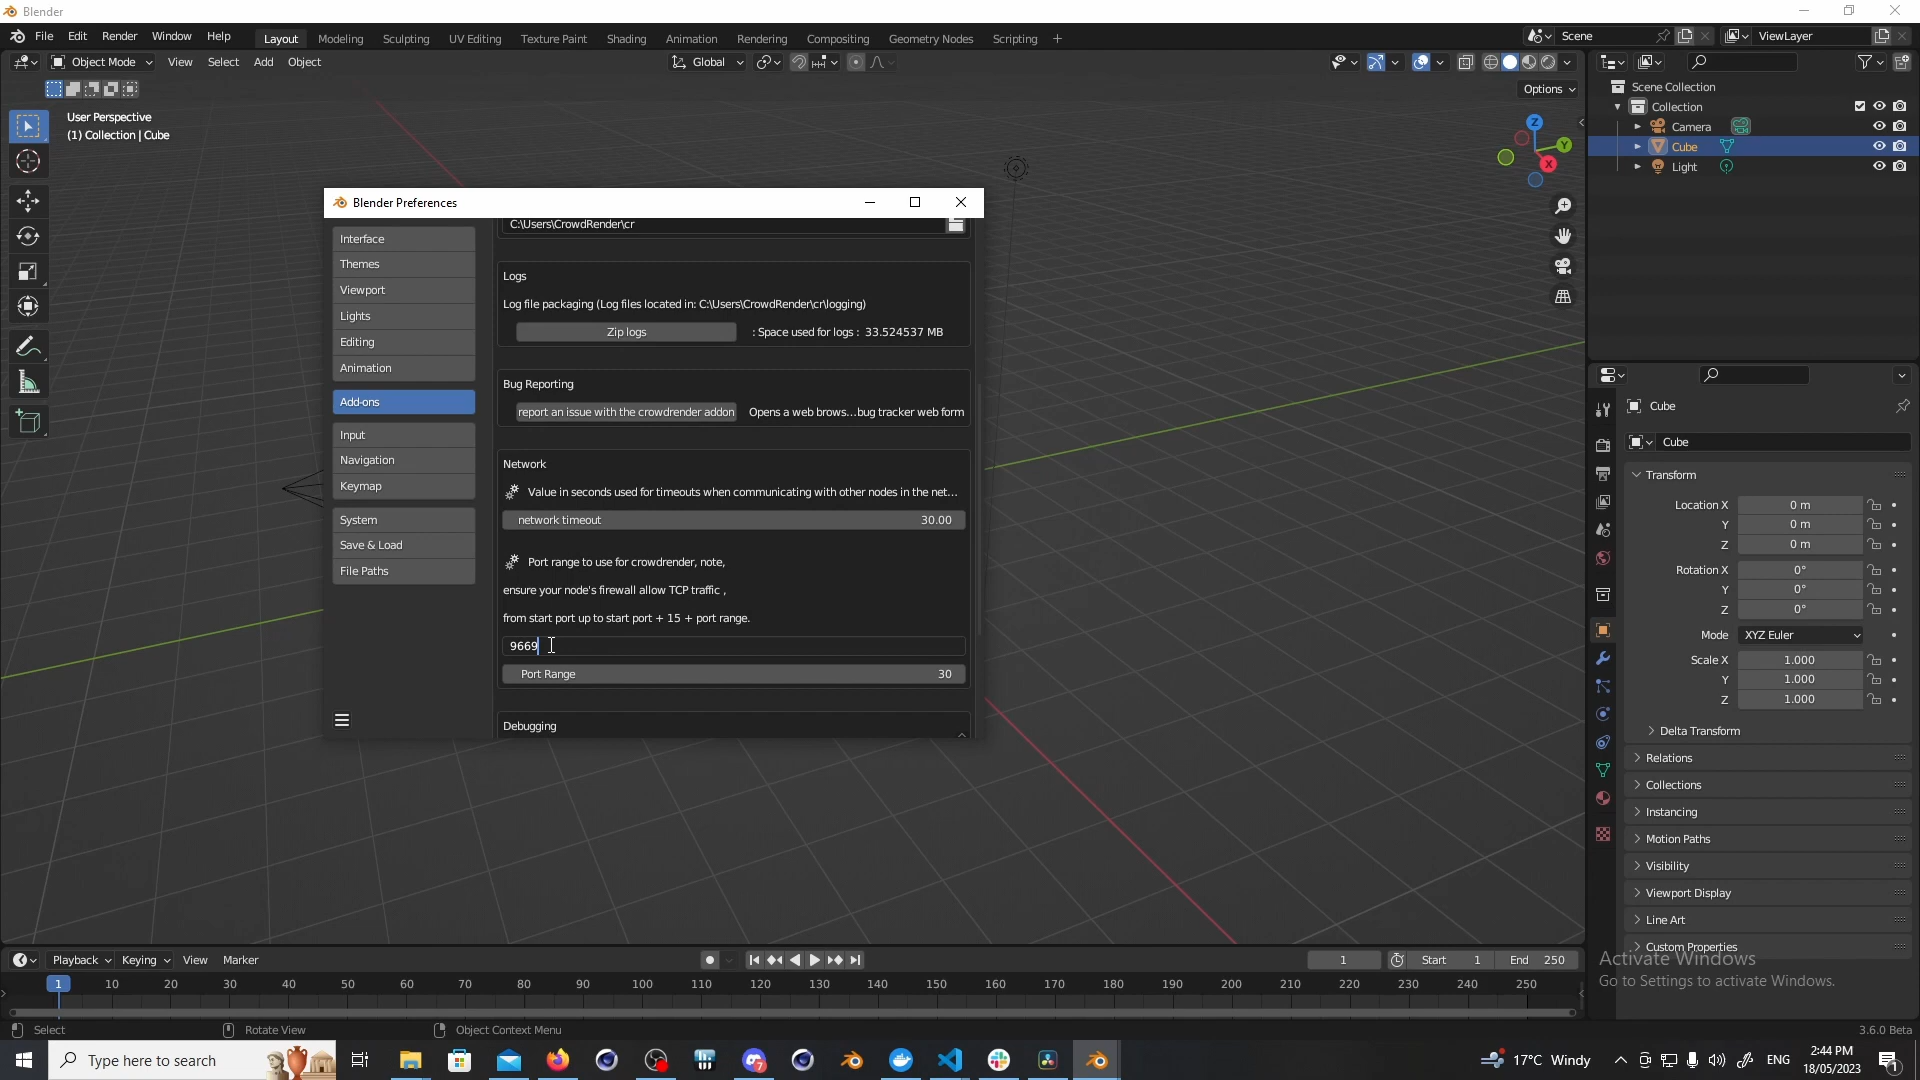 Blender
File Edit Render Window Help Layout Modeling Sculpting UV Editing Texture Paint Shading Animation Rendering Compositing Geometry Nodes Scripting + Scene ViewLayer
Object Mode View Select Add Object Global
Options
User Perspective
(1) Collection | Cube
Z
Y
X
Scene Collection
Collection
Camera
Cube
Light
Blender Preferences
Interface
Themes
Viewport
Lights
Editing
Animation
Add-ons
Input
Navigation
Keymap
System
Save & Load
File Paths
C:\Users\CrowdRender\cr
Logs
Log file packaging (Log files located in: C:\Users\CrowdRender\cr\logging)
Zip logs : Space used for logs : 33.524537 MB
Bug Reporting
report an issue with the crowdrender addon Opens a web brows...bug tracker web form
Network
Value in seconds used for timeouts when communicating with other nodes in the net...
network timeout 30.00
Port range to use for crowdrender, note,
ensure your node's firewall allow TCP traffic ,
from start port up to start port + 15 + port range.
9669
Port Range 30
Debugging
Cube
Cube
Transform
Location X 0 m
Y 0 m
Z 0 m
Rotation X 0°
Y 0°
Z 0°
Mode XYZ Euler
Scale X 1.000
Y 1.000
Z 1.000
Delta Transform
Relations
Collections
Instancing
Motion Paths
Visibility
Viewport Display
Line Art
Custom Properties
Activate Windows
Go to Settings to activate Windows.
Playback Keying View Marker 1 Start 1 End 250
1 10 20 30 40 50 60 70 80 90 100 110 120 130 140 150 160 170 180 190 200 210 220 230 240 250
Select Rotate View Object Context Menu 3.6.0 Beta
Type here to search 17°C Windy ENG 2:44 PM
18/05/2023